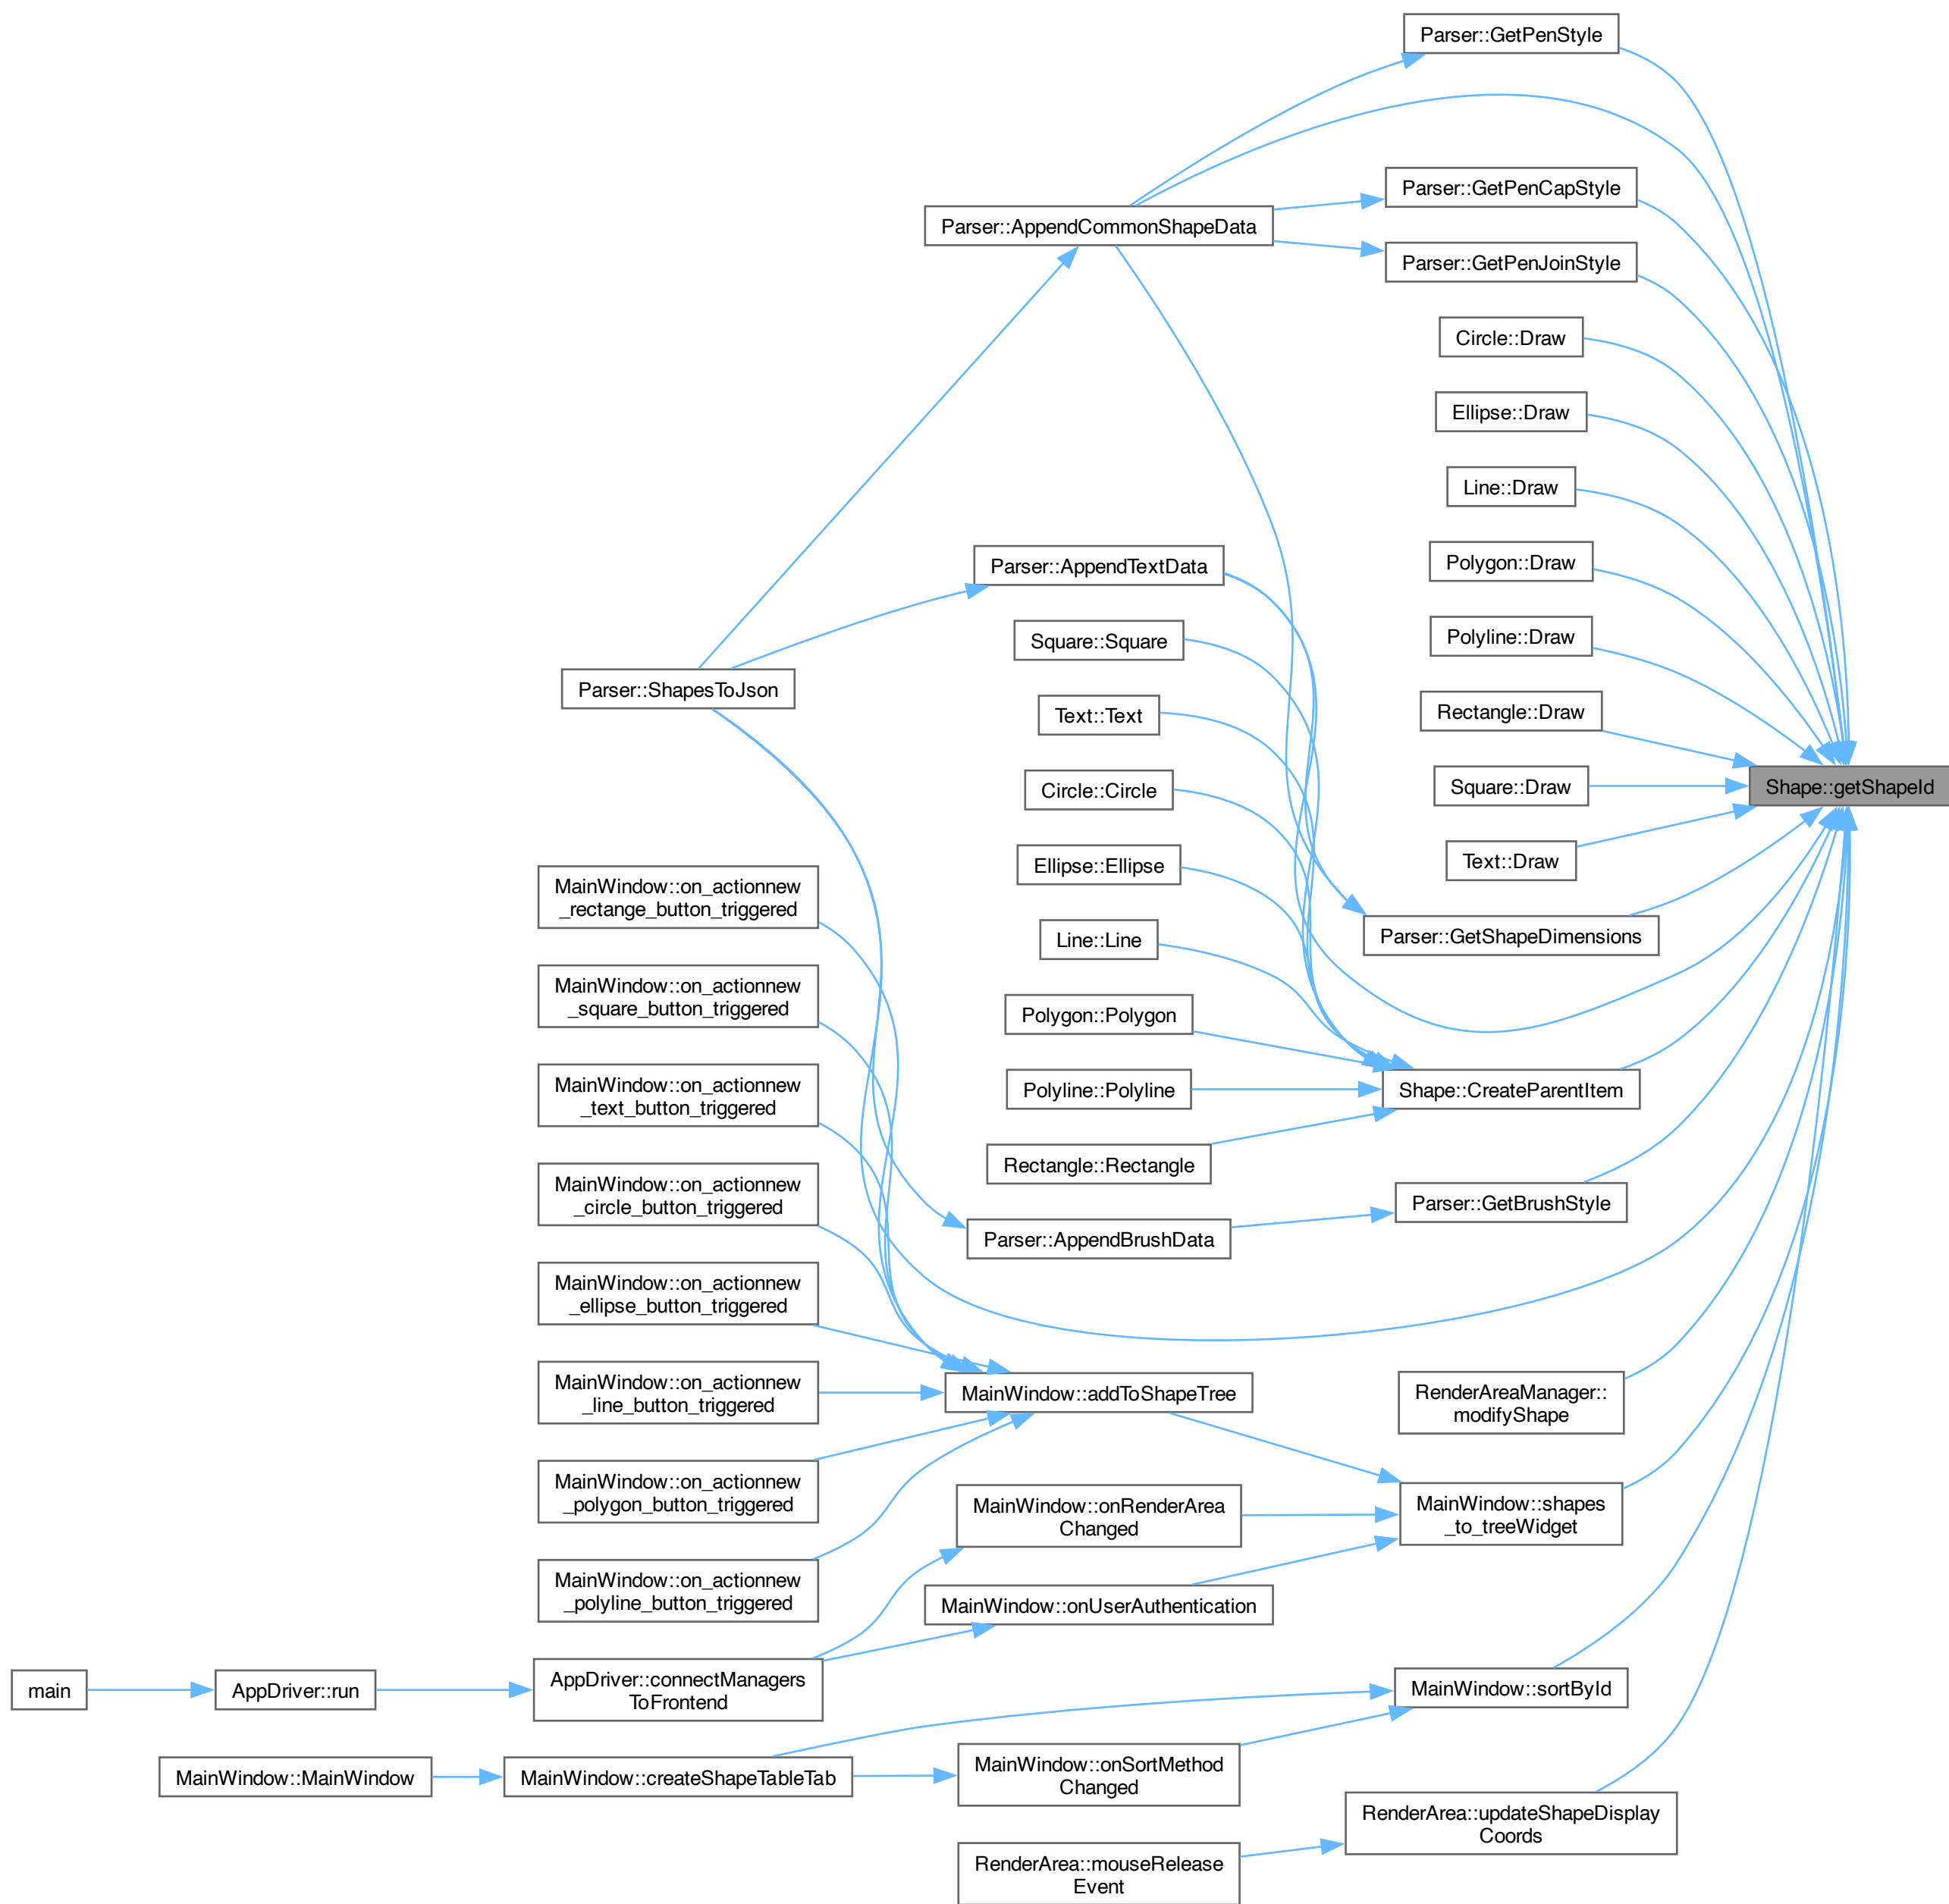 Parser::GetPenStyle
Parser::GetPenCapStyle
Parser::AppendCommonShapeData
Parser::GetPenJoinStyle
Circle::Draw
Ellipse::Draw
Line::Draw
Polygon::Draw
Parser::AppendTextData
Polyline::Draw
Square::Square
Parser::ShapesToJson
Rectangle::Draw
Text::Text
Shape::getShapeId
Square::Draw
Circle::Circle
Text::Draw
Ellipse::Ellipse
MainWindow::on_actionnew
_rectange_button_triggered
Parser::GetShapeDimensions
Line::Line
MainWindow::on_actionnew
_square_button_triggered
Polygon::Polygon
MainWindow::on_actionnew
_text_button_triggered
Polyline::Polyline
Shape::CreateParentItem
Rectangle::Rectangle
MainWindow::on_actionnew
_circle_button_triggered
Parser::GetBrushStyle
Parser::AppendBrushData
MainWindow::on_actionnew
_ellipse_button_triggered
MainWindow::on_actionnew
_line_button_triggered
MainWindow::addToShapeTree
RenderAreaManager::
modifyShape
MainWindow::on_actionnew
_polygon_button_triggered
MainWindow::onRenderArea
Changed
MainWindow::shapes
_to_treeWidget
MainWindow::on_actionnew
_polyline_button_triggered
MainWindow::onUserAuthentication
main
AppDriver::run
AppDriver::connectManagers
ToFrontend
MainWindow::sortById
MainWindow::MainWindow
MainWindow::createShapeTableTab
MainWindow::onSortMethod
Changed
RenderArea::updateShapeDisplay
Coords
RenderArea::mouseRelease
Event